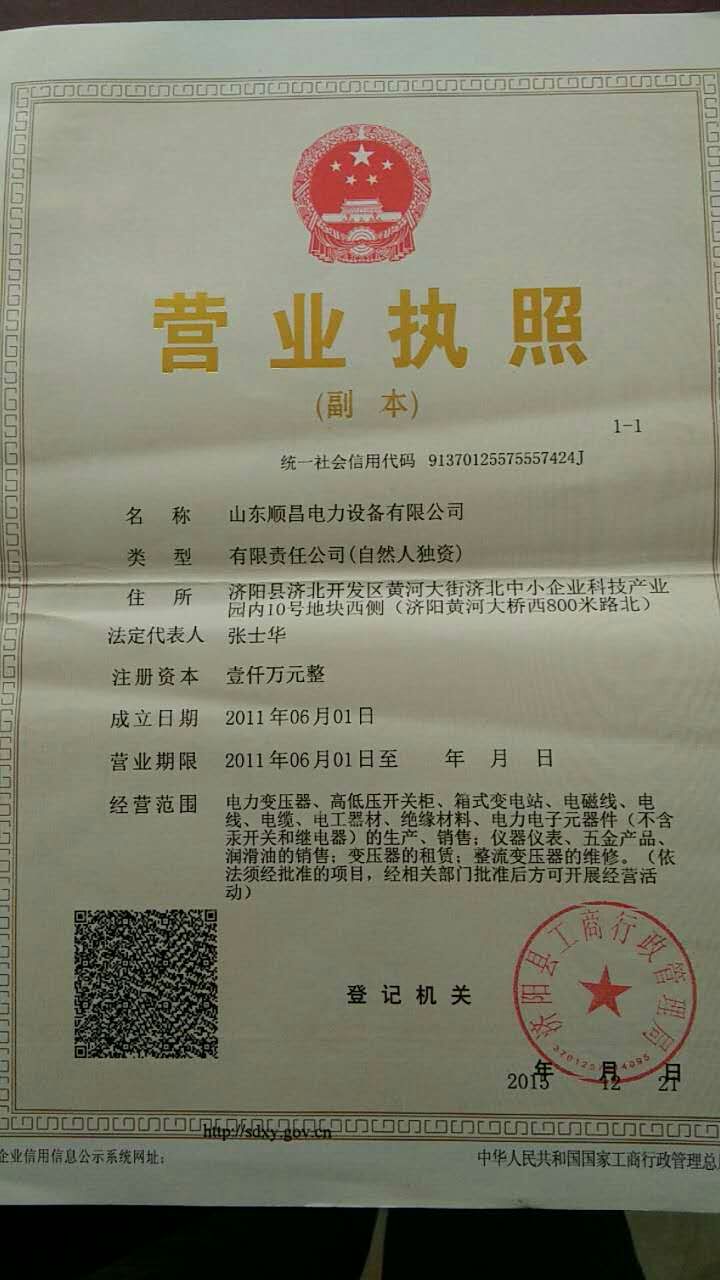 营业执照
(副 本)
1-1
统一社会信用代码 91370125575557424J
名 称 山东顺昌电力设备有限公司
类 型 有限责任公司(自然人独资)
住 所 济阳县济北开发区黄河大街济北中小企业科技产业
园内10号地块西侧（济阳黄河大桥西800米路北）
法定代表人 张士华
注册资本 壹仟万元整
成立日期 2011年06月01日
营业期限 2011年06月01日至 年 月 日
经营范围 电力变压器、高低压开关柜、箱式变电站、电磁线、电
线、电缆、电工器材、绝缘材料、电力电子元器件（不含
汞开关和继电器）的生产、销售；仪器仪表、五金产品、
润滑油的销售；变压器的租赁；整流变压器的维修。（依
法须经批准的项目，经相关部门批准后方可开展经营活
动）
登记机关
济阳县工商行政管理局
年 月 日
2015 12 21
http://sdxy.gov.cn
企业信用信息公示系统网址：
中华人民共和国国家工商行政管理总